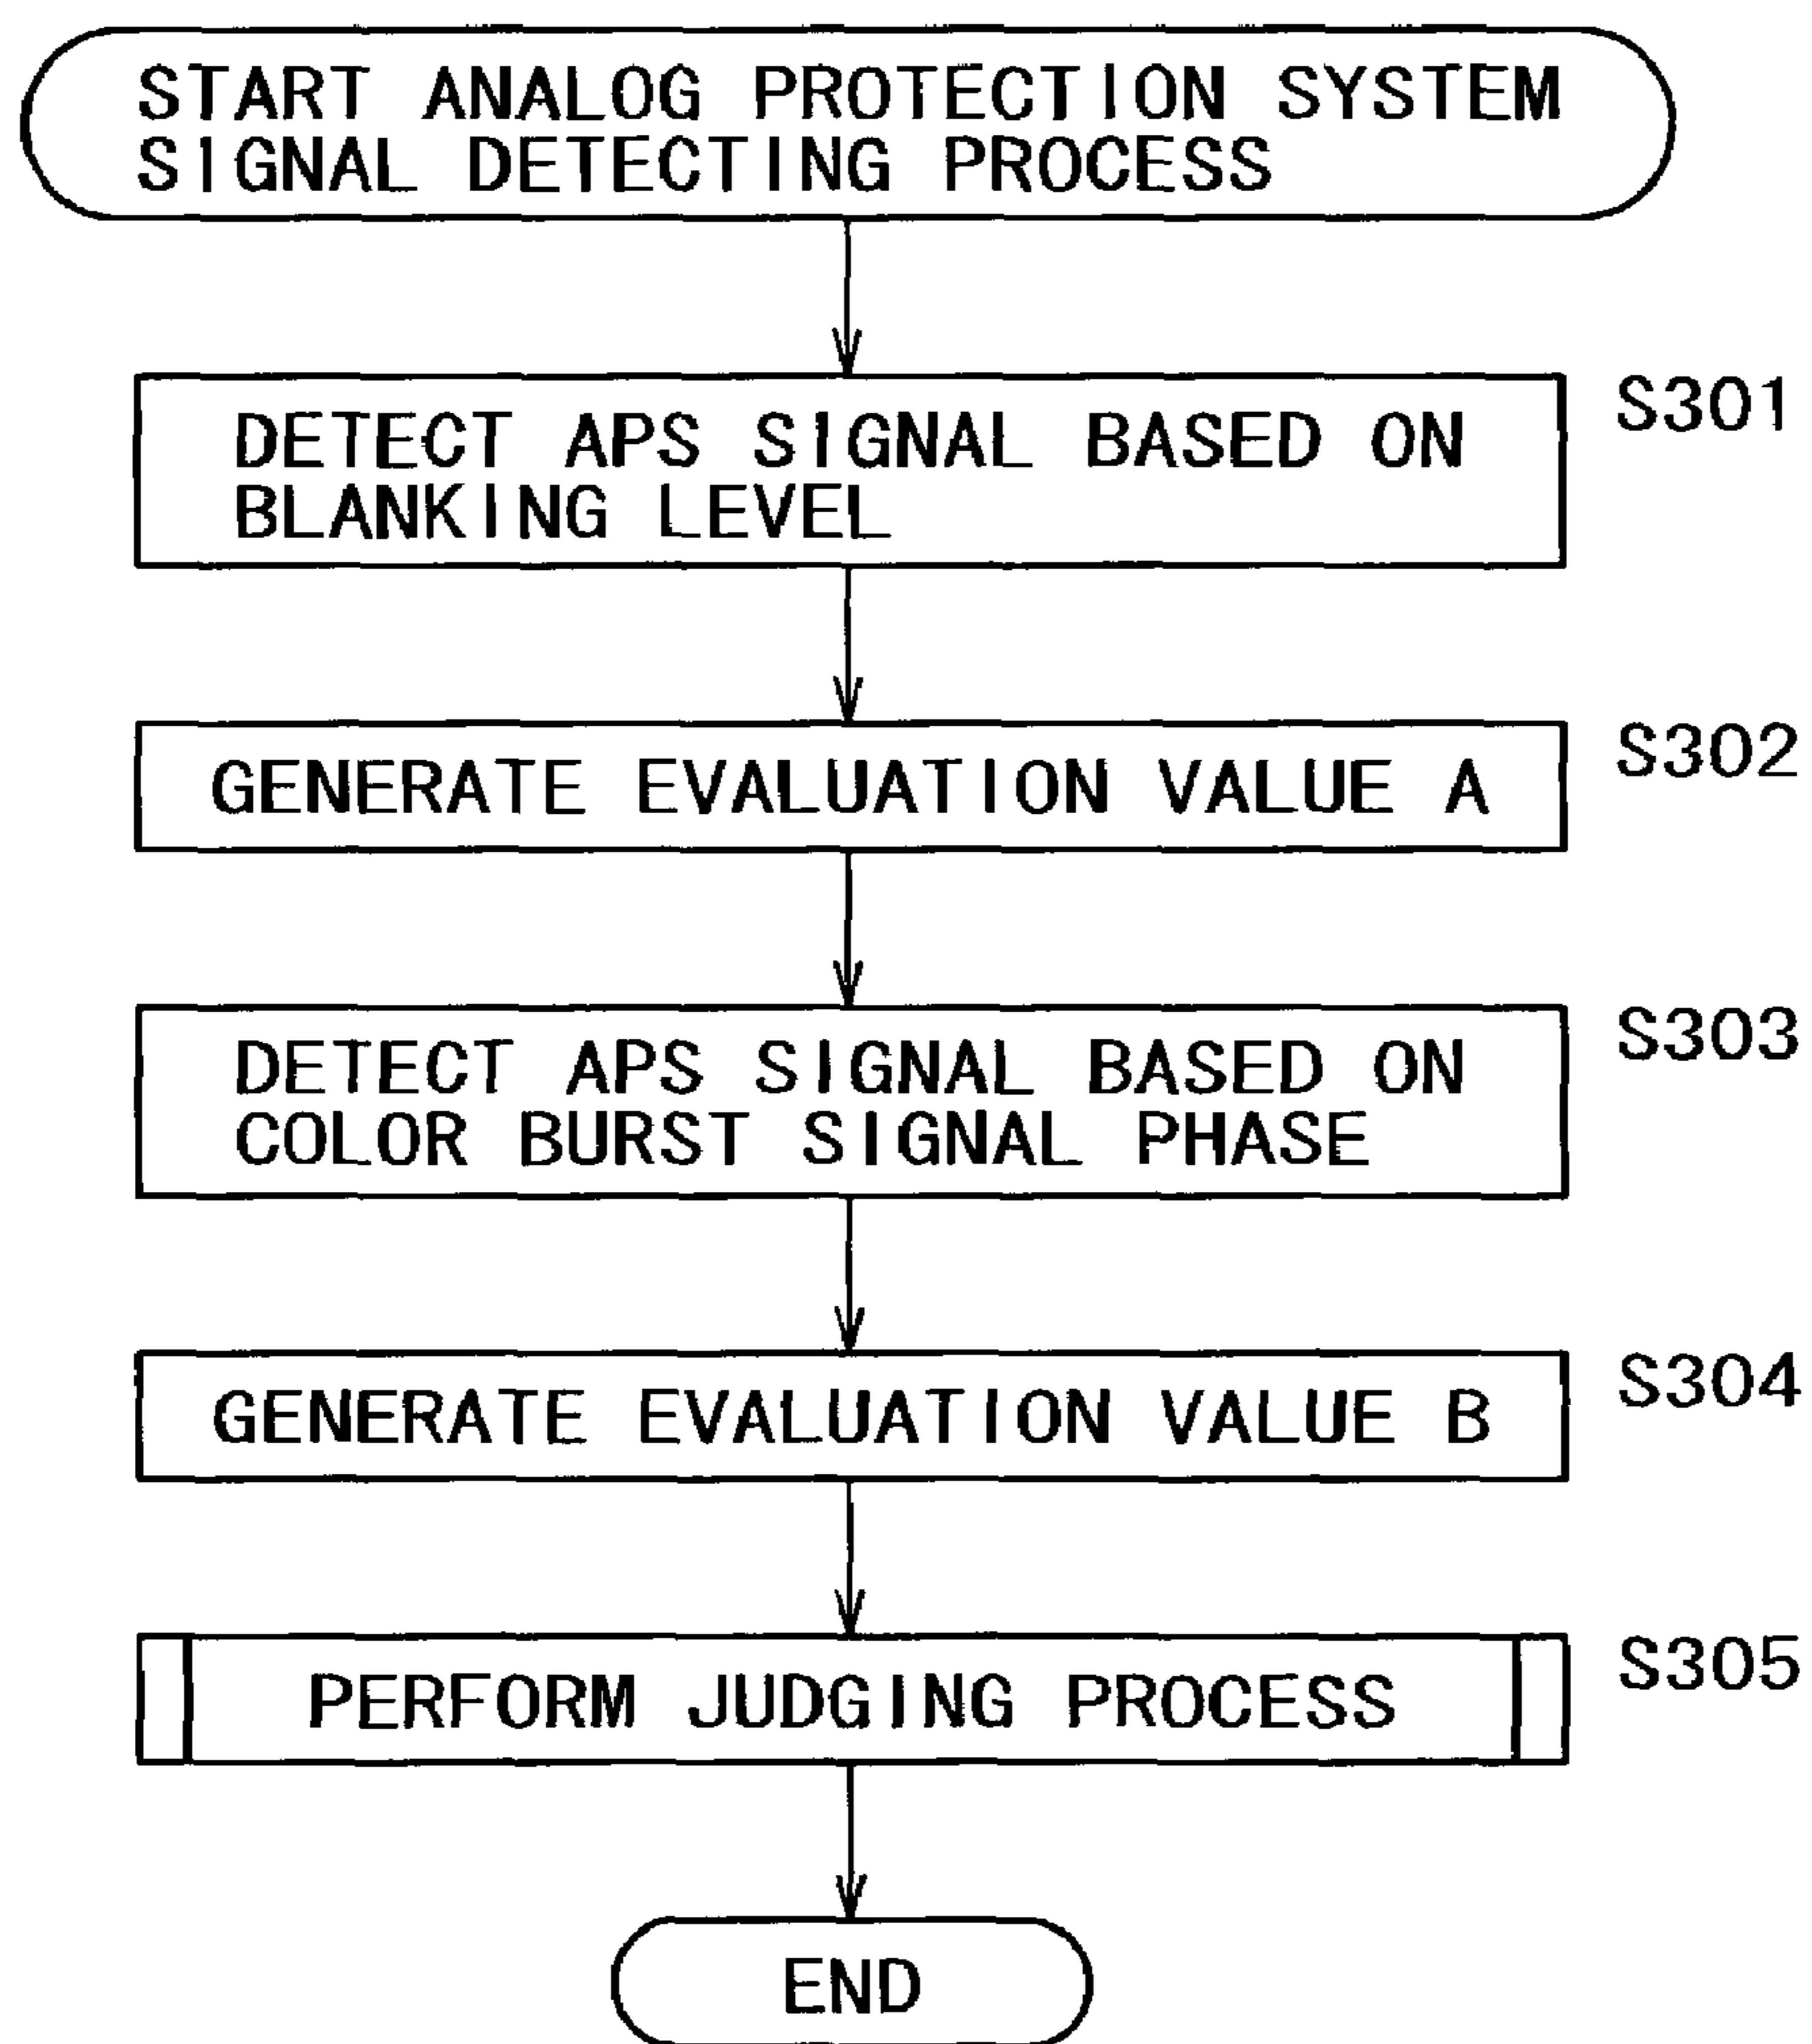 START ANALOG PROTECTION SYSTEM
SIGNAL DETECTING PROCESS
S301
DETECT APS SIGNAL BASED ON
BLANKING LEVEL
S302
GENERATE EVALUATION VALUE A
S303
DETECT APS SIGNAL BASED ON
COLOR BURST SIGNAL PHASE
S304
GENERATE EVALUATION VALUE B
S305
PERFORM JUDGING PROCESS
END